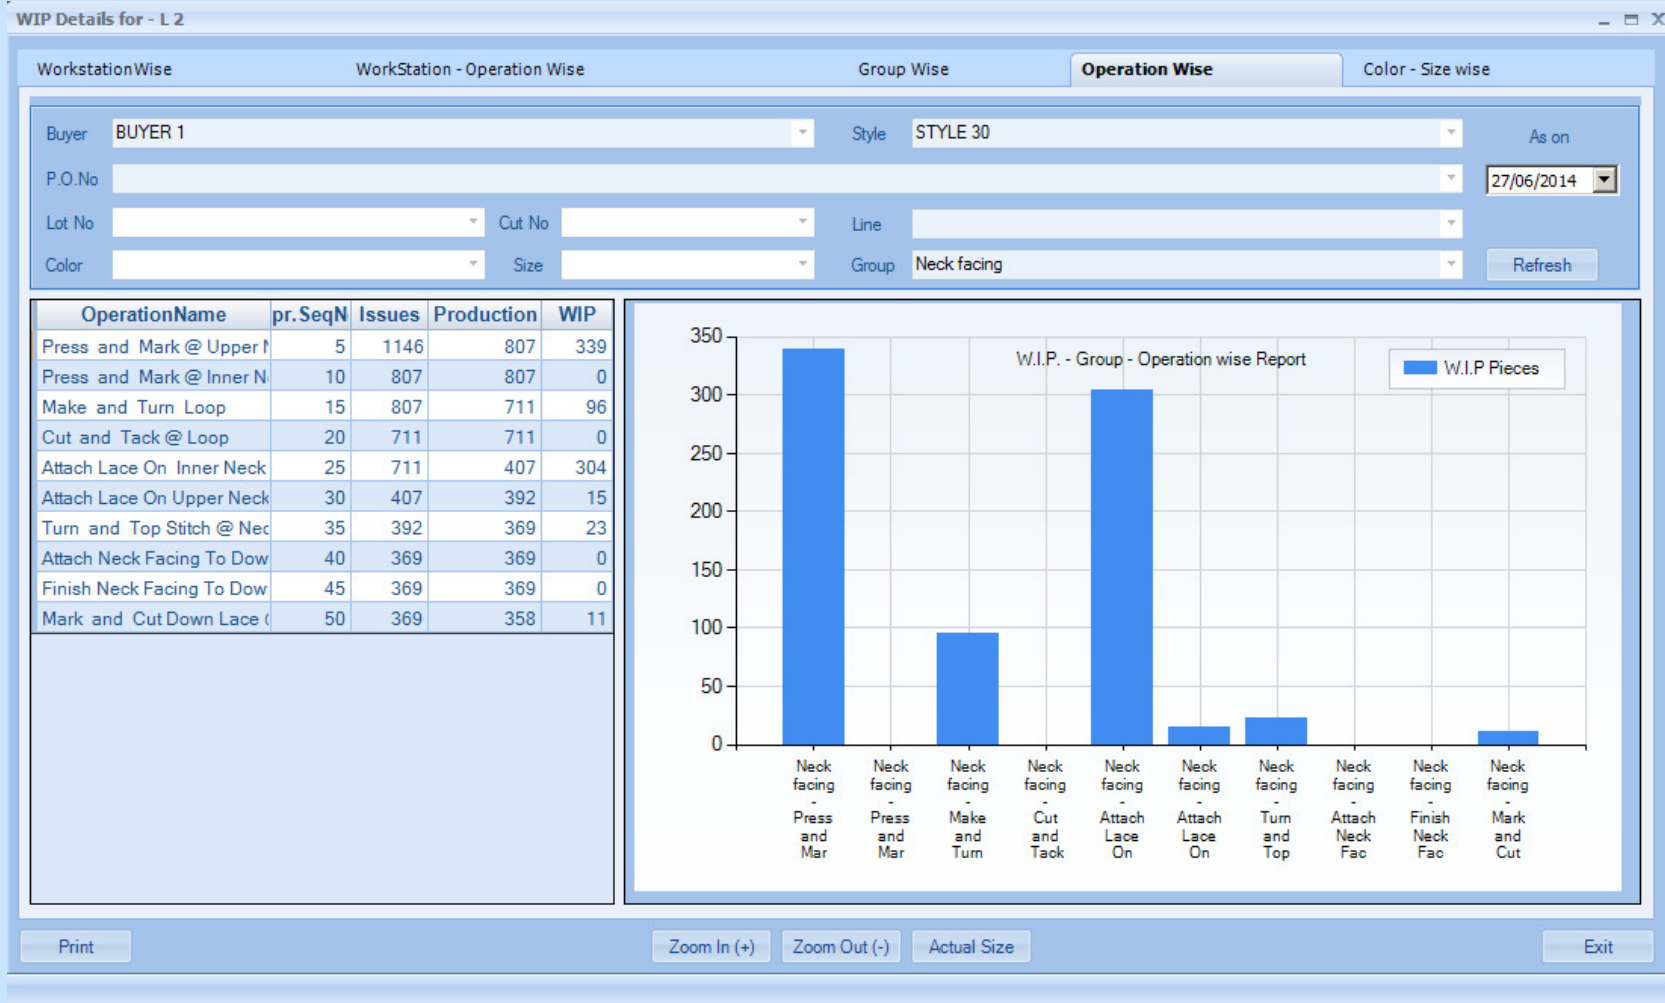 WIP Details for - L 2
WorkstationWise WorkStation - Operation Wise Group Wise Operation Wise Color - Size wise
Buyer BUYER 1 Style STYLE 30 As on
P.O.No 27/06/2014
Lot No Cut No Line
Color Size Group Neck facing Refresh
OperationName pr.SeqN Issues Production WIP
Press and Mark @ Upper 5 1146 807 339
Press and Mark @ Inner N 10 807 807 0
Make and Turn Loop 15 807 711 96
Cut and Tack @ Loop 20 711 711 0
Attach Lace On Inner Neck 25 711 407 304
Attach Lace On Upper Neck 30 407 392 15
Turn and Top Stitch @ Nec 35 392 369 23
Attach Neck Facing To Dow 40 369 369 0
Finish Neck Facing To Dow 45 369 369 0
Mark and Cut Down Lace 50 369 358 11
W.I.P. - Group - Operation wise Report
W.I.P Pieces
350
300
250
200
150
100
50
0
Neck Neck Neck Neck Neck Neck Neck Neck Neck Neck
facing facing facing facing facing facing facing facing facing facing
- - - - - - - - - -
Press Press Make Cut Attach Attach Turn Attach Finish Mark
and and and and Lace Lace and Neck Neck and
Mar Mar Turn Tack On On Top Fac Fac Cut
Print Zoom In (+) Zoom Out (-) Actual Size Exit